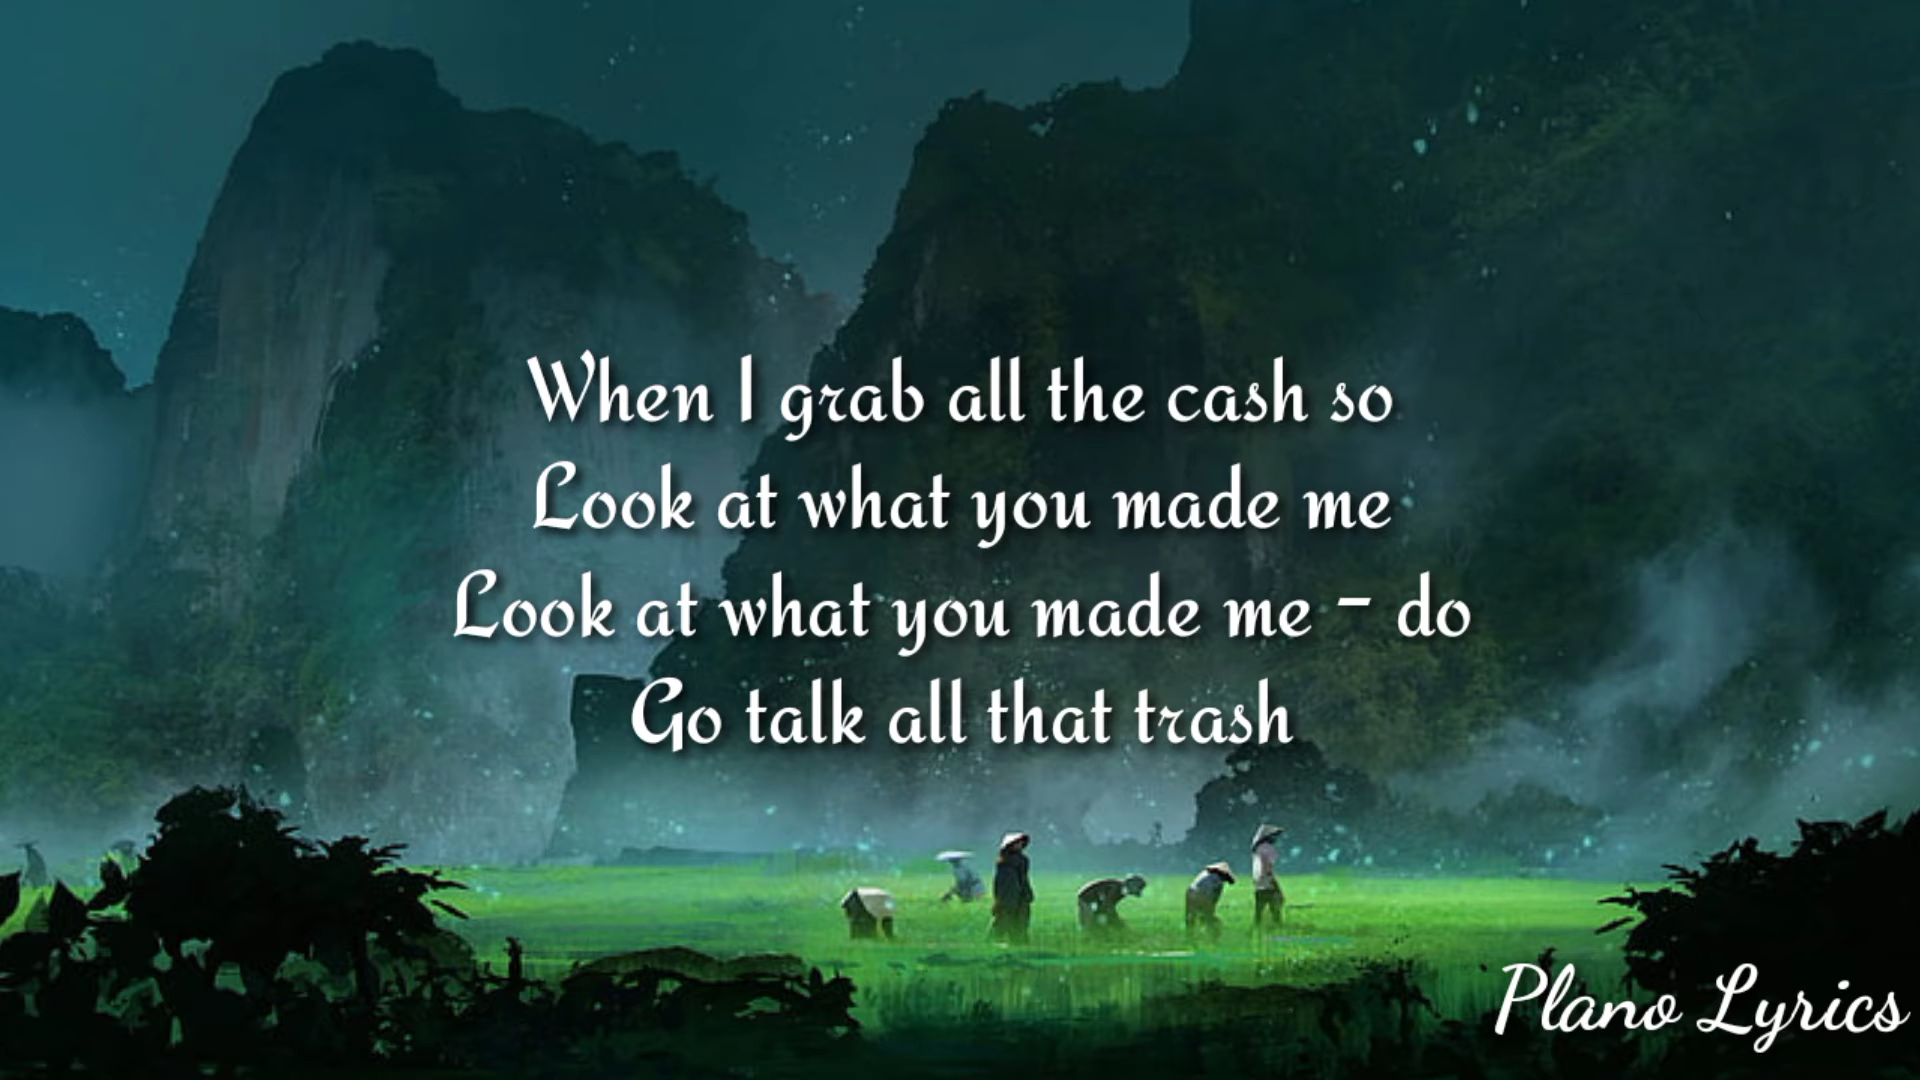 When I grab all the cash so
Look at what you made me
Look at what you made me - do
Go talk all that trash
Plano Lyrics